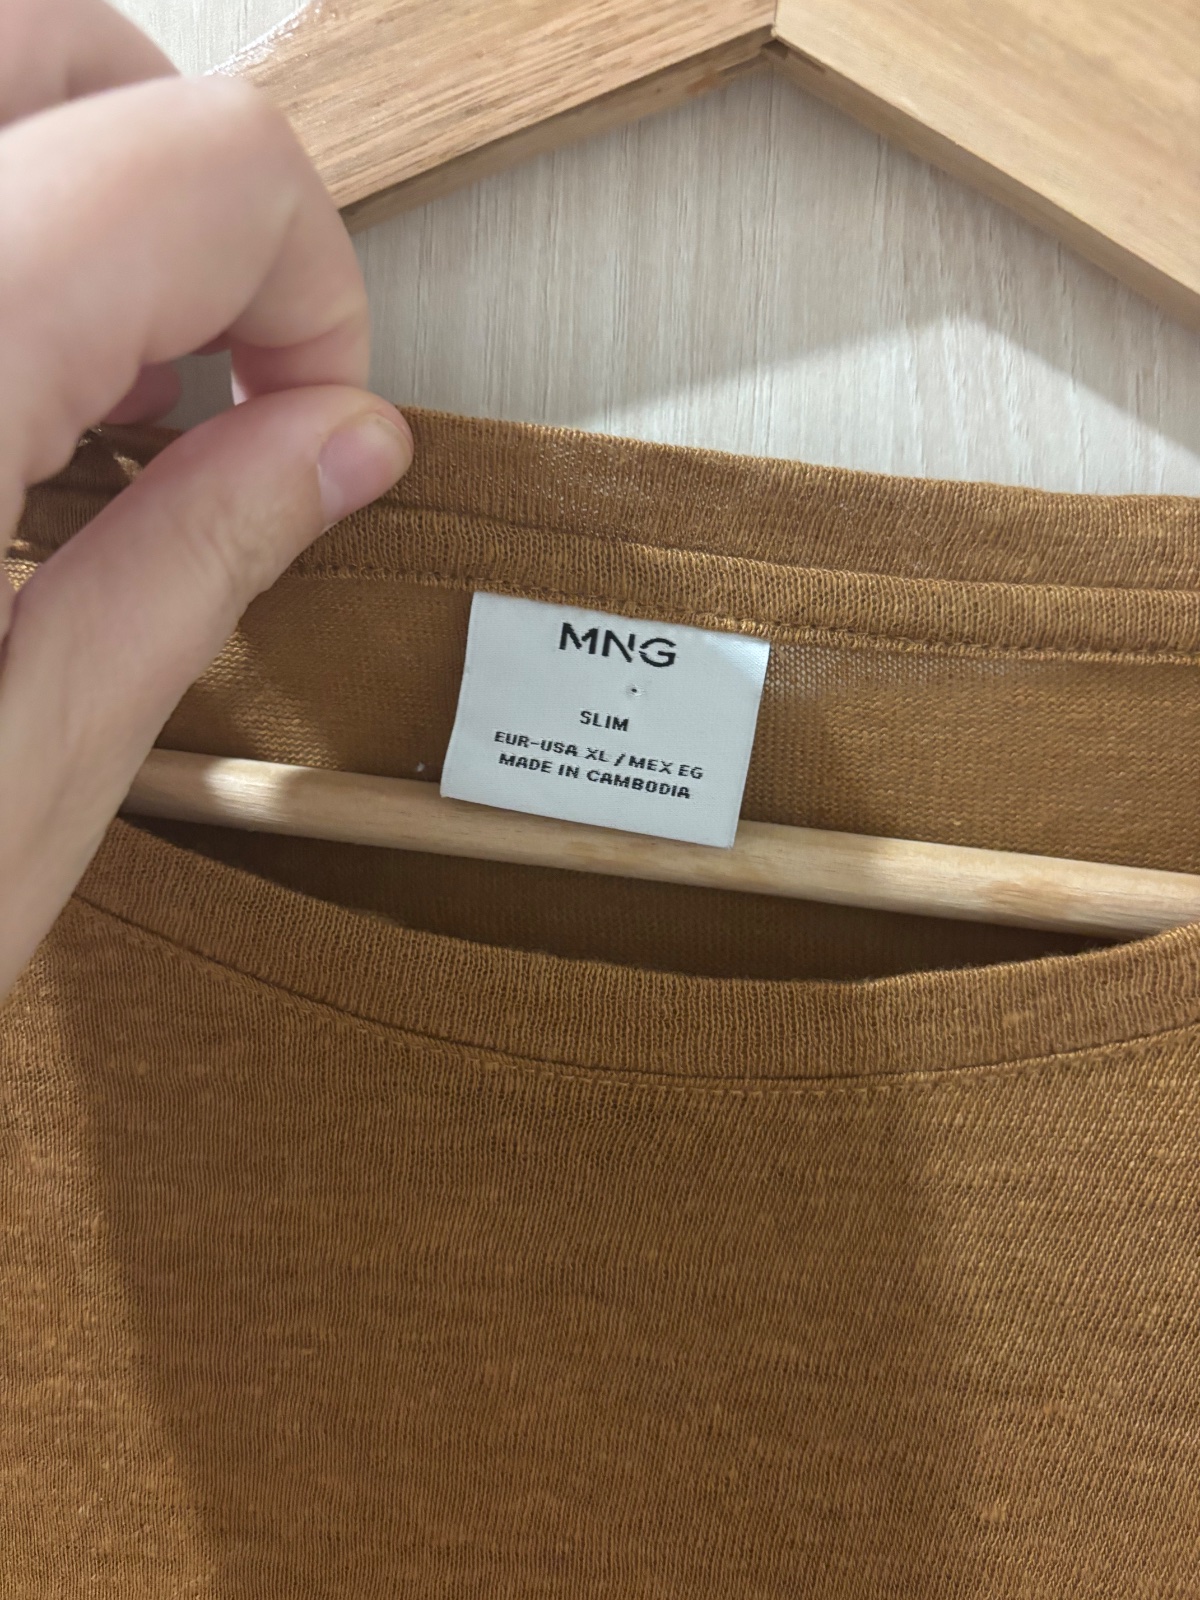 MNG
SLIM
EUR-USA XL / MEX EG
MADE IN CAMBODIA